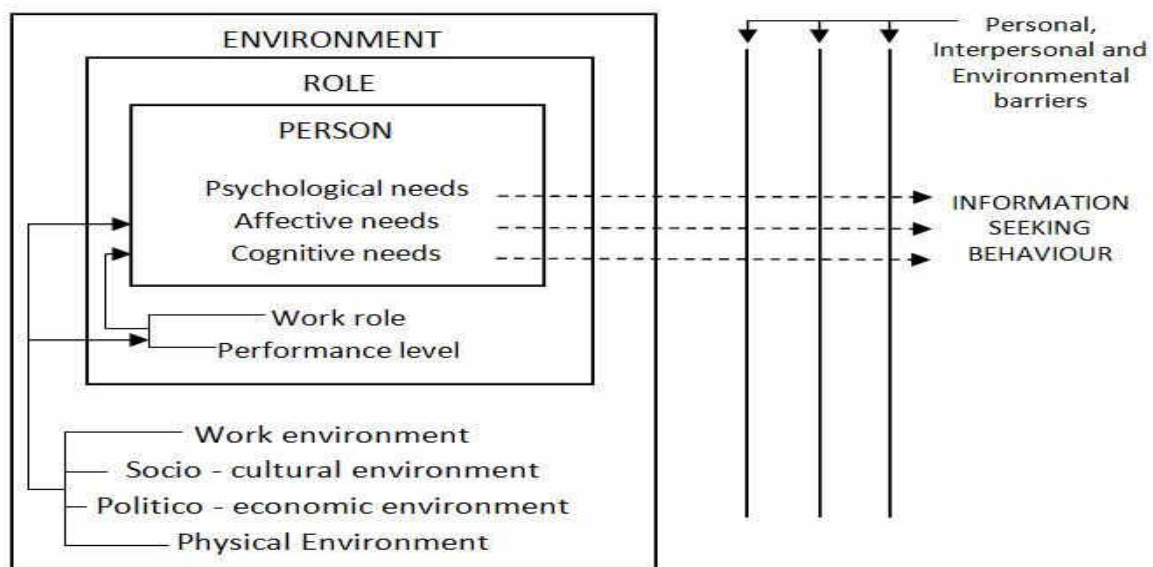 ENVIRONMENT
ROLE
PERSON
Psychological needs
Affective needs
Cognitive needs
Work role
Performance level
Work environment
Socio - cultural environment
Politico - economic environment
Physical Environment
Personal,
Interpersonal and
Environmental
barriers
INFORMATION
SEEKING
BEHAVIOUR